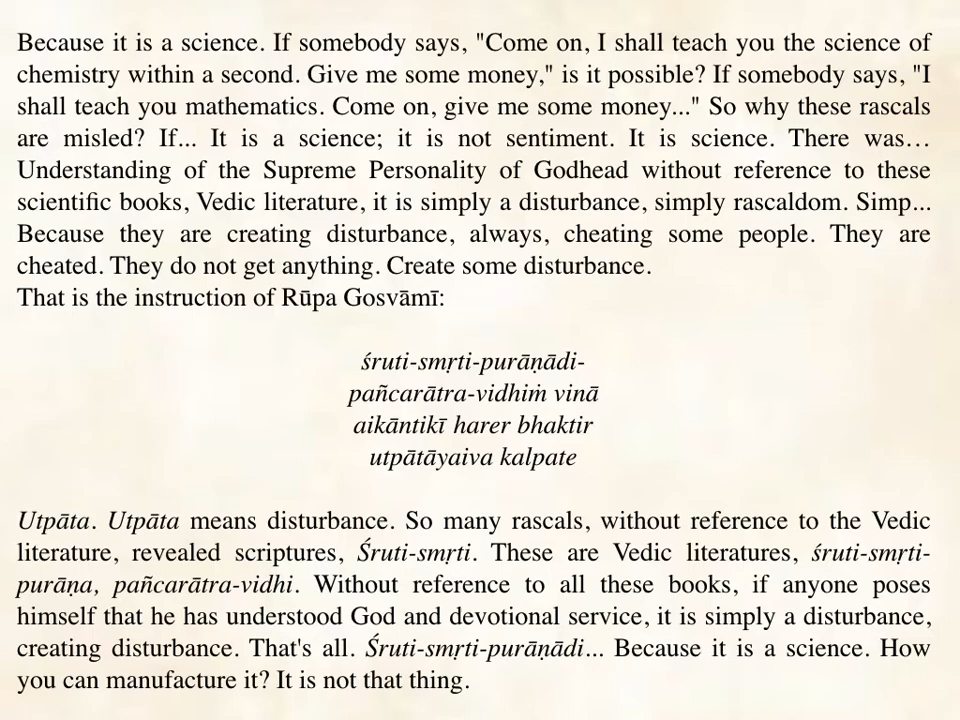 Because it is a science. If somebody says, "Come on, I shall teach you the science of
chemistry within a second. Give me some money," is it possible? If somebody says, "I
shall teach you mathematics. Come on, give me some money..." So why these rascals
are misled? If... It is a science; it is not sentiment. It is science. There was…
Understanding of the Supreme Personality of Godhead without reference to these
scientific books, Vedic literature, it is simply a disturbance, simply rascaldom. Simp...
Because they are creating disturbance, always, cheating some people. They are
cheated. They do not get anything. Create some disturbance.
That is the instruction of Rūpa Gosvāmī:
śruti-smṛti-purāṇādi-
pañcarātra-vidhiṁ vinā
aikāntikī harer bhaktir
utpātāyaiva kalpate
Utpāta. Utpāta means disturbance. So many rascals, without reference to the Vedic
literature, revealed scriptures, Śruti-smṛti. These are Vedic literatures, śruti-smṛti-
purāṇa, pañcarātra-vidhi. Without reference to all these books, if anyone poses
himself that he has understood God and devotional service, it is simply a disturbance,
creating disturbance. That's all. Śruti-smṛti-purāṇādi... Because it is a science. How
you can manufacture it? It is not that thing.